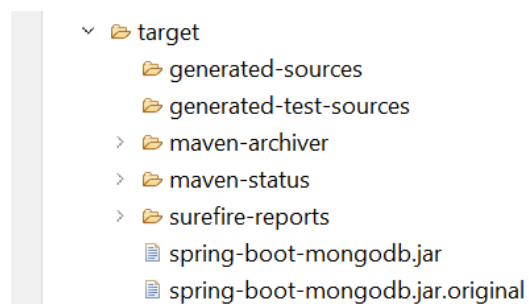 target
generated-sources
generated-test-sources
maven-archiver
maven-status
surefire-reports
spring-boot-mongodb.jar
spring-boot-mongodb.jar.original